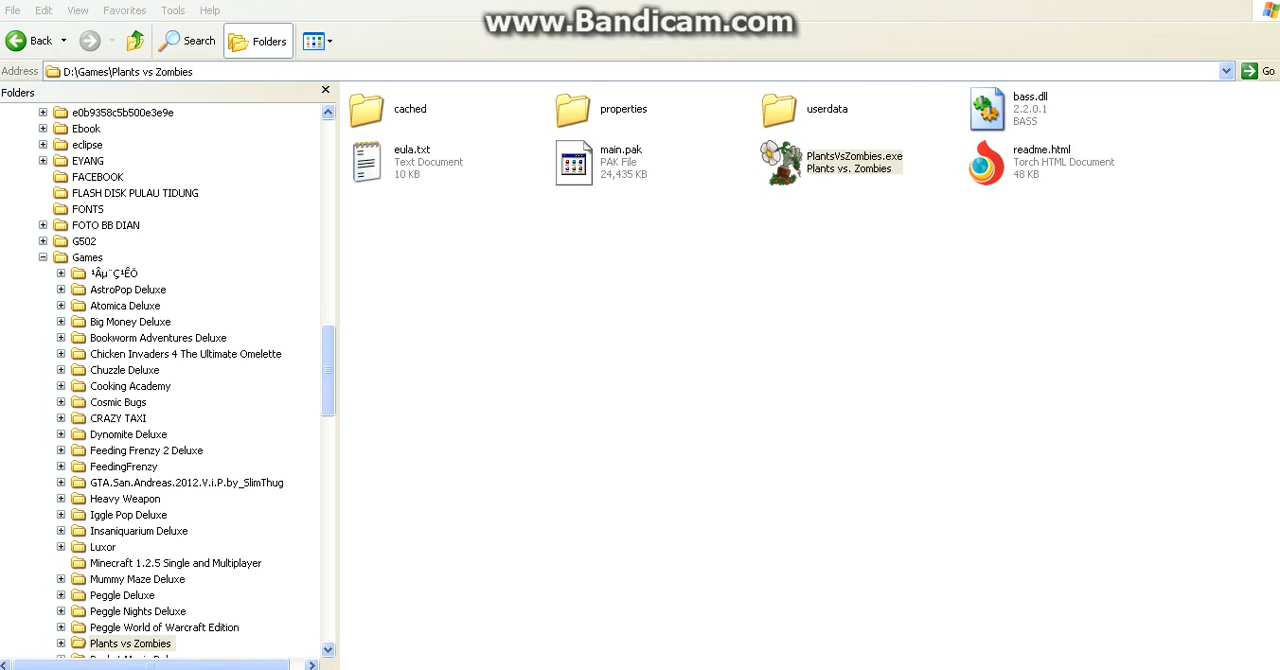 File Edit View Favorites Tools Help
www.Bandicam.com
Back Search Folders
Address D:\Games\Plants vs Zombies Go
Folders
e0b9358c5b500e3e9e
Ebook
eclipse
EYANG
FACEBOOK
FLASH DISK PULAU TIDUNG
FONTS
FOTO BB DIAN
G502
Games
¹Âµ¨Ç¹ÊÖ
AstroPop Deluxe
Atomica Deluxe
Big Money Deluxe
Bookworm Adventures Deluxe
Chicken Invaders 4 The Ultimate Omelette
Chuzzle Deluxe
Cooking Academy
Cosmic Bugs
CRAZY TAXI
Dynomite Deluxe
Feeding Frenzy 2 Deluxe
FeedingFrenzy
GTA.San.Andreas.2012.V.i.P.by_SlimThug
Heavy Weapon
Iggle Pop Deluxe
Insaniquarium Deluxe
Luxor
Minecraft 1.2.5 Single and Multiplayer
Mummy Maze Deluxe
Peggle Deluxe
Peggle Nights Deluxe
Peggle World of Warcraft Edition
Plants vs Zombies
cached
properties
userdata
bass.dll
2.2.0.1
BASS
eula.txt
Text Document
10 KB
main.pak
PAK File
24,435 KB
PlantsVsZombies.exe
Plants vs. Zombies
readme.html
Torch HTML Document
48 KB